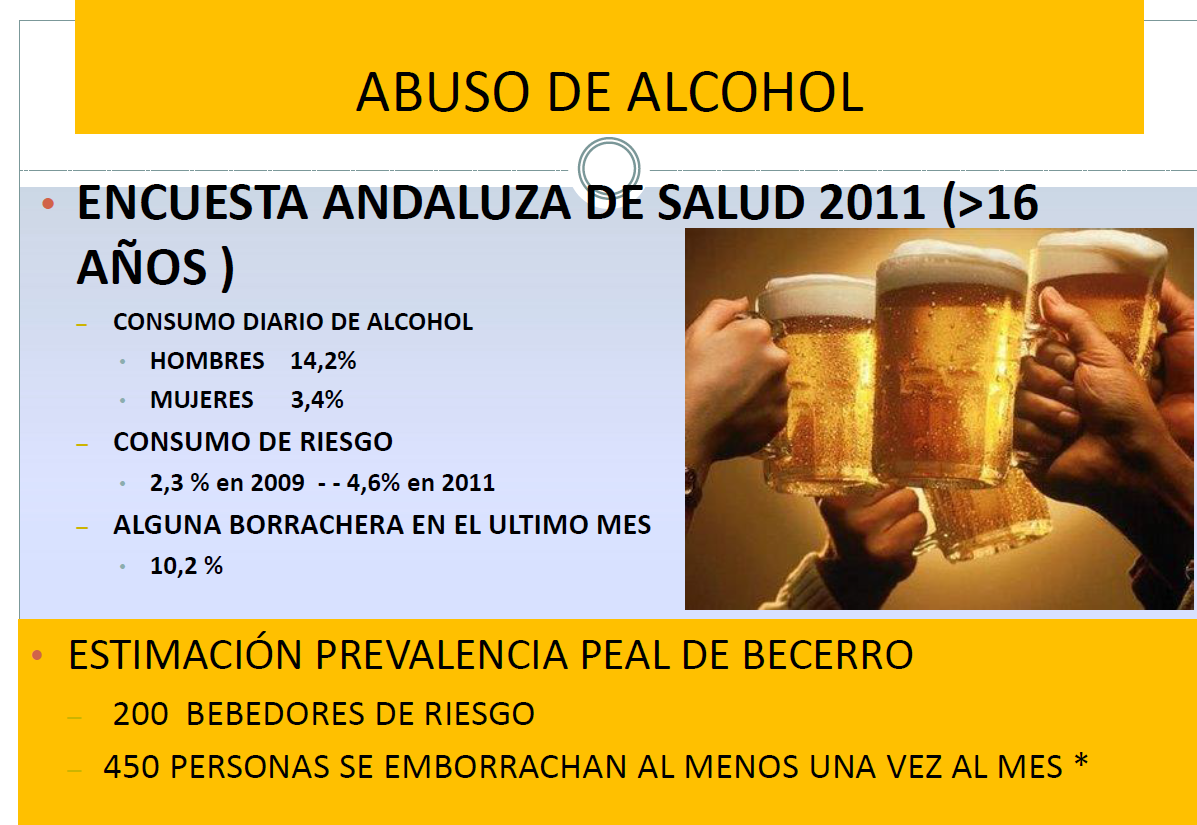 ABUSO DE ALCOHOL
• ENCUESTA ANDALUZA DE SALUD 2011 (>16
AÑOS )
– CONSUMO DIARIO DE ALCOHOL
• HOMBRES 14,2%
• MUJERES 3,4%
– CONSUMO DE RIESGO
• 2,3 % en 2009 - - 4,6% en 2011
– ALGUNA BORRACHERA EN EL ULTIMO MES
• 10,2 %
• ESTIMACIÓN PREVALENCIA PEAL DE BECERRO
– 200 BEBEDORES DE RIESGO
– 450 PERSONAS SE EMBORRACHAN AL MENOS UNA VEZ AL MES *